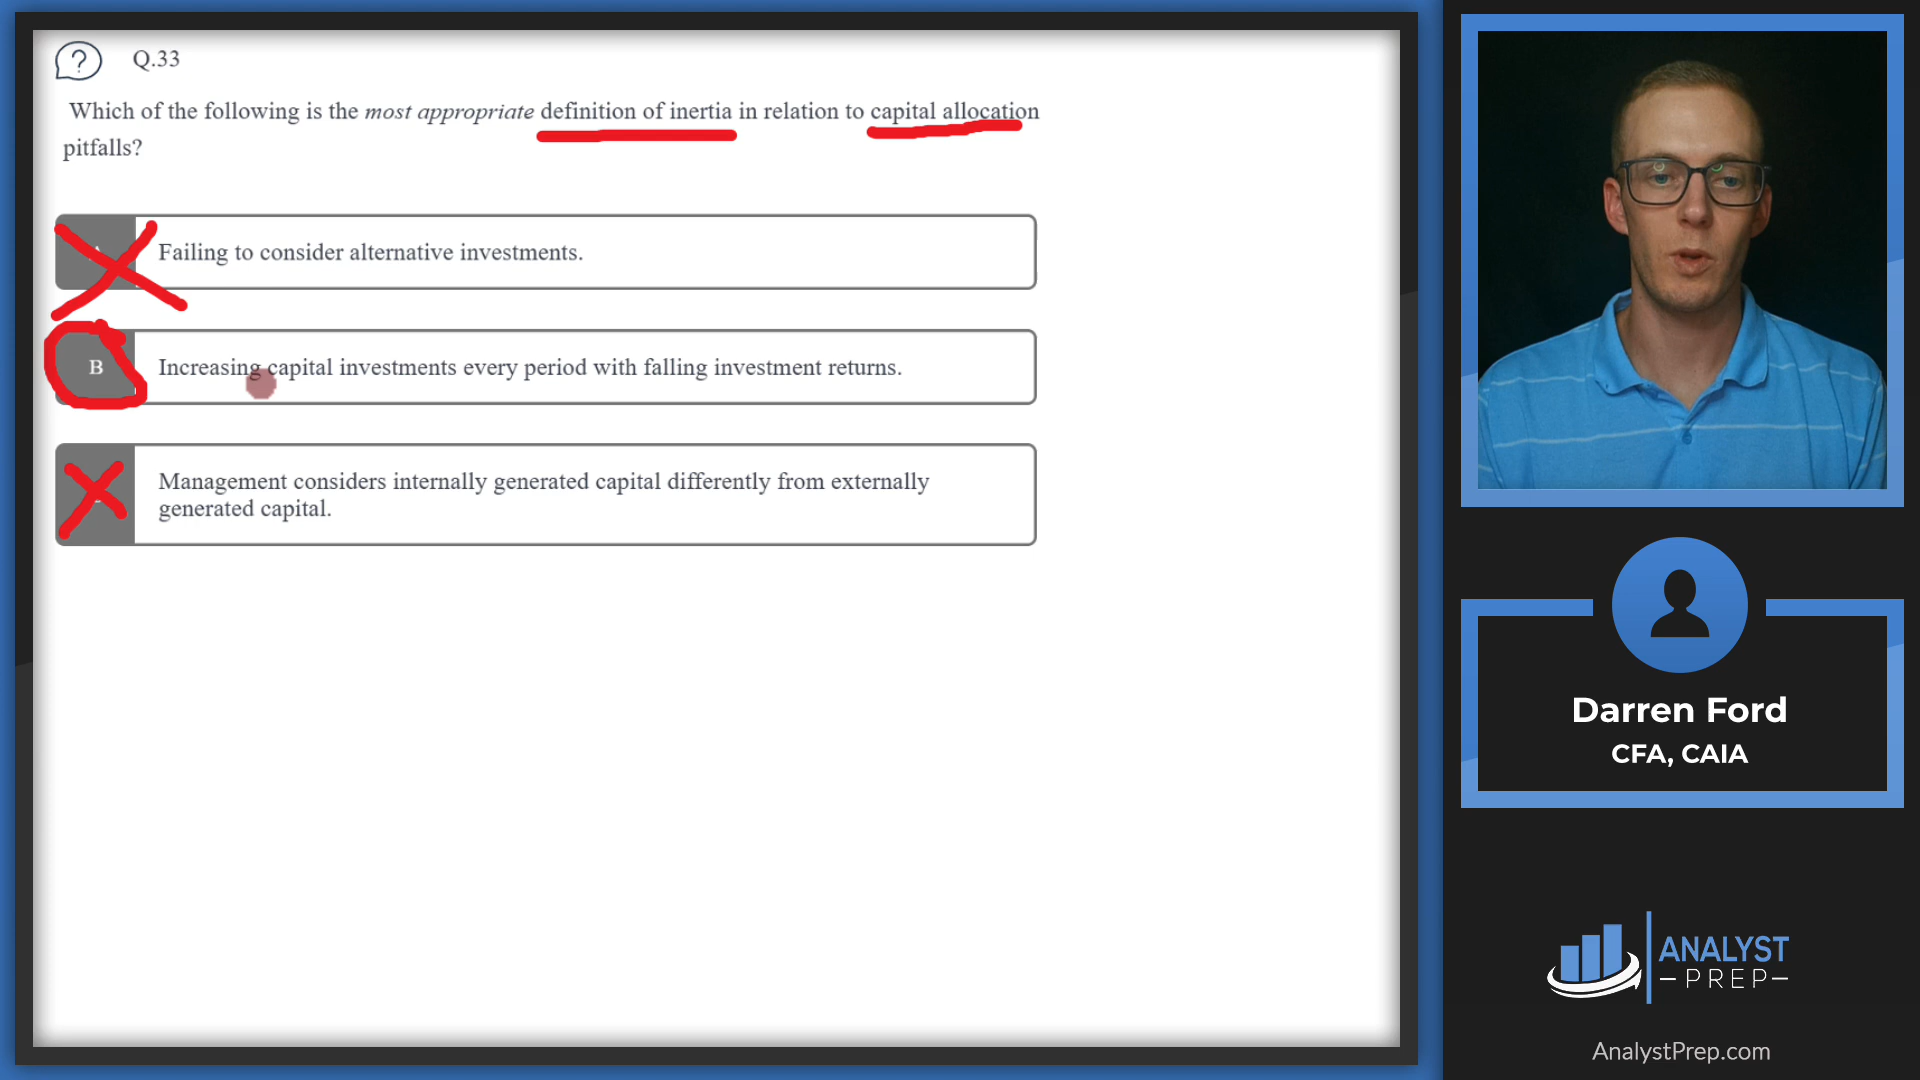 Q.33
Which of the following is the most appropriate definition of inertia in relation to capital allocation
pitfalls?
Failing to consider alternative investments.
B
Increasing capital investments every period with falling investment returns.
Management considers internally generated capital differently from externally
generated capital.
Darren Ford
CFA, CAIA
ANALYST
PREP
AnalystPrep.com